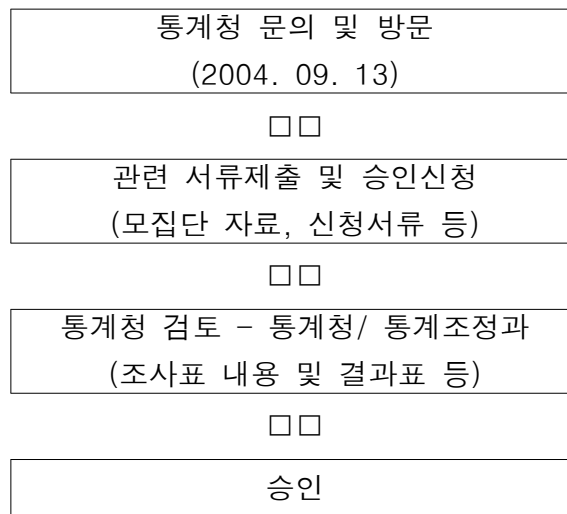 통계청 문의 및 방문
(2004. 09. 13)
□□
관련 서류제출 및 승인신청
(모집단 자료, 신청서류 등)
□□
통계청 검토 - 통계청/ 통계조정과
(조사표 내용 및 결과표 등)
□□
승인